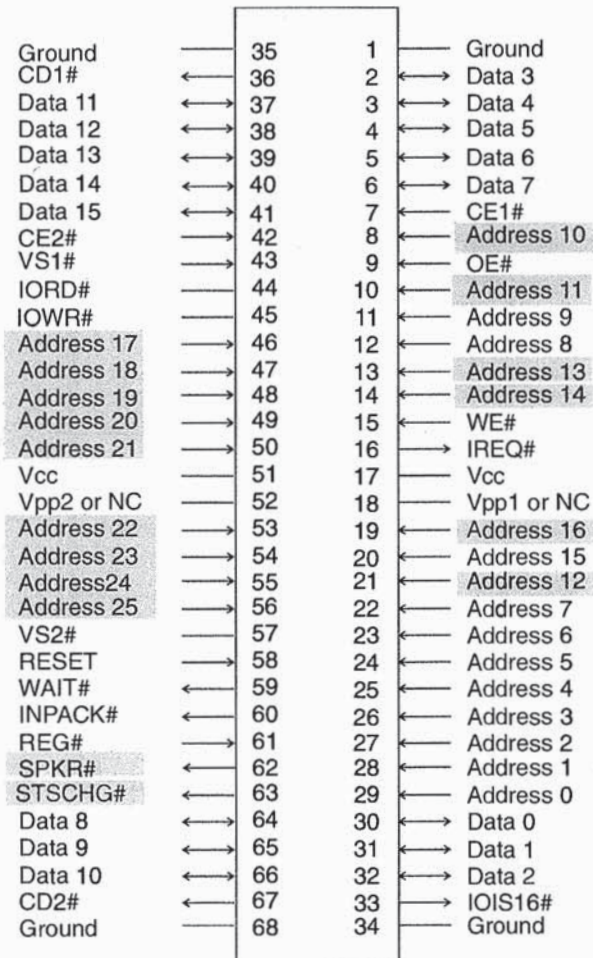 Ground 35 1 Ground
CD1# 36 2 Data 3
Data 11 37 3 Data 4
Data 12 38 4 Data 5
Data 13 39 5 Data 6
Data 14 40 6 Data 7
Data 15 41 7 CE1#
CE2# 42 8 Address 10
VS1# 43 9 OE#
IORD# 44 10 Address 11
IOWR# 45 11 Address 9
Address 17 46 12 Address 8
Address 18 47 13 Address 13
Address 19 48 14 Address 14
Address 20 49 15 WE#
Address 21 50 16 IREQ#
Vcc 51 17 Vcc
Vpp2 or NC 52 18 Vpp1 or NC
Address 22 53 19 Address 16
Address 23 54 20 Address 15
Address24 55 21 Address 12
Address 25 56 22 Address 7
VS2# 57 23 Address 6
RESET 58 24 Address 5
WAIT# 59 25 Address 4
INPACK# 60 26 Address 3
REG# 61 27 Address 2
SPKR# 62 28 Address 1
STSCHG# 63 29 Address 0
Data 8 64 30 Data 0
Data 9 65 31 Data 1
Data 10 66 32 Data 2
CD2# 67 33 IOIS16#
Ground 68 34 Ground